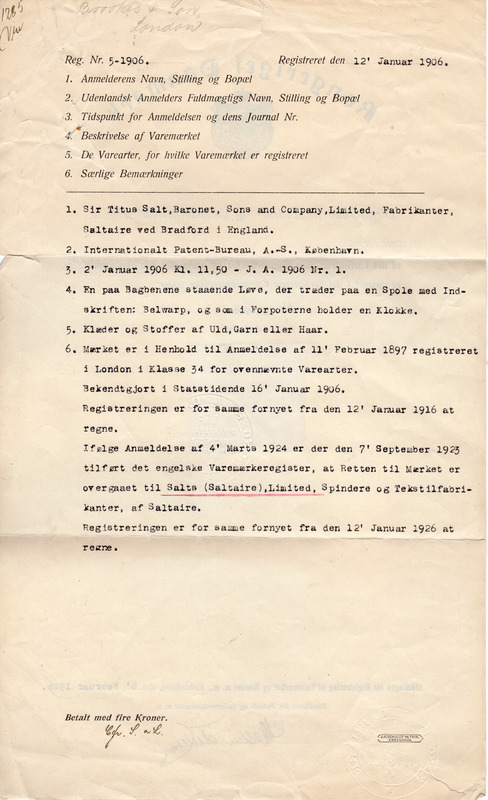 1285
Brookes & Son,
London
Reg. Nr. 5-1906. Registreret den 12' Januar 1906.
1. Anmelderens Navn, Stilling og Bopæl
2. Udenlandsk Anmelders Fuldmægtigs Navn, Stilling og Bopæl
3. Tidspunkt for Anmeldelsen og dens Journal Nr.
4. Beskrivelse af Varemærket
5. De Varearter, for hvilke Varemærket er registreret
6. Særlige Bemærkninger
1. Sir Titus Salt,Baronet, Sons and Company,Limited, Fabrikanter,
Saltaire ved Bradford i England.
2. Internationalt Patent-Bureau, A.-S., København.
3. 2' Januar 1906 Kl. 11,50 - J. A. 1906 Nr. 1.
4. En paa Bagbenene staaende Løve, der træder paa en Spole med Ind-
skriften: Belwarp, og som i Forpoterne holder en Klokke.
5. Klæder og Stoffer af Uld,Garn eller Haar.
6. Mærket er i Henhold til Anmeldelse af 11' Februar 1897 registreret
i London i Klasse 34 for ovennævnte Varearter.
Bekendtgjort i Statstidende 16' Januar 1906.
Registreringen er for samme fornyet fra den 12' Januar 1916 at
regne.
Ifølge Anmeldelse af 4' Marts 1924 er der den 7' September 1923
tilført det engelske Varemærkeregister, at Retten til Mærket er
overgaaet til Salts (Saltaire),Limited, Spindere og Tekstilfabri-
kanter, af Saltaire.
Registreringen er for samme fornyet fra den 12' Januar 1926 at
regne.
Betalt med fire Kroner.